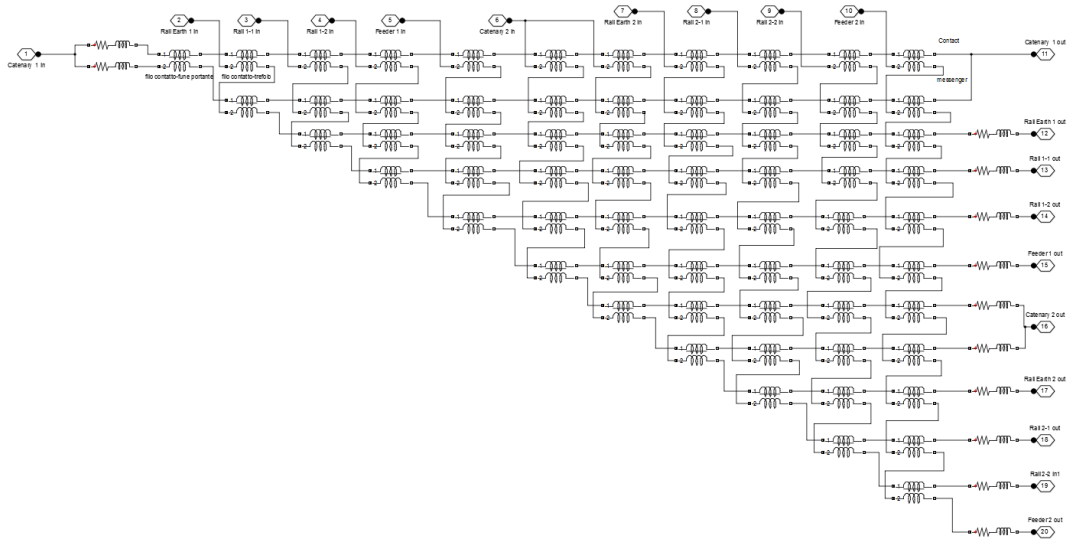 2
Rail Earth 1 in
3
Rail 1-1 in
4
Rail 1-2 in
5
Feeder 1 in
6
Catenary 2 in
7
Rail Earth 2 in
8
Rail 2-1 in
9
Rail 2-2 in
10
Feeder 2 in
1
Catenary 1 in
filo contatto-fune portante
filo contatto-trefolo
Contact
messenger
Catenary 1 out
11
Rail Earth 1 out
12
Rail 1-1 out
13
Rail 1-2 out
14
Feeder 1 out
15
Catenary 2 out
16
Rail Earth 2 out
17
Rail 2-1 out
18
Rail 2-2 in1
19
Feeder 2 out
20